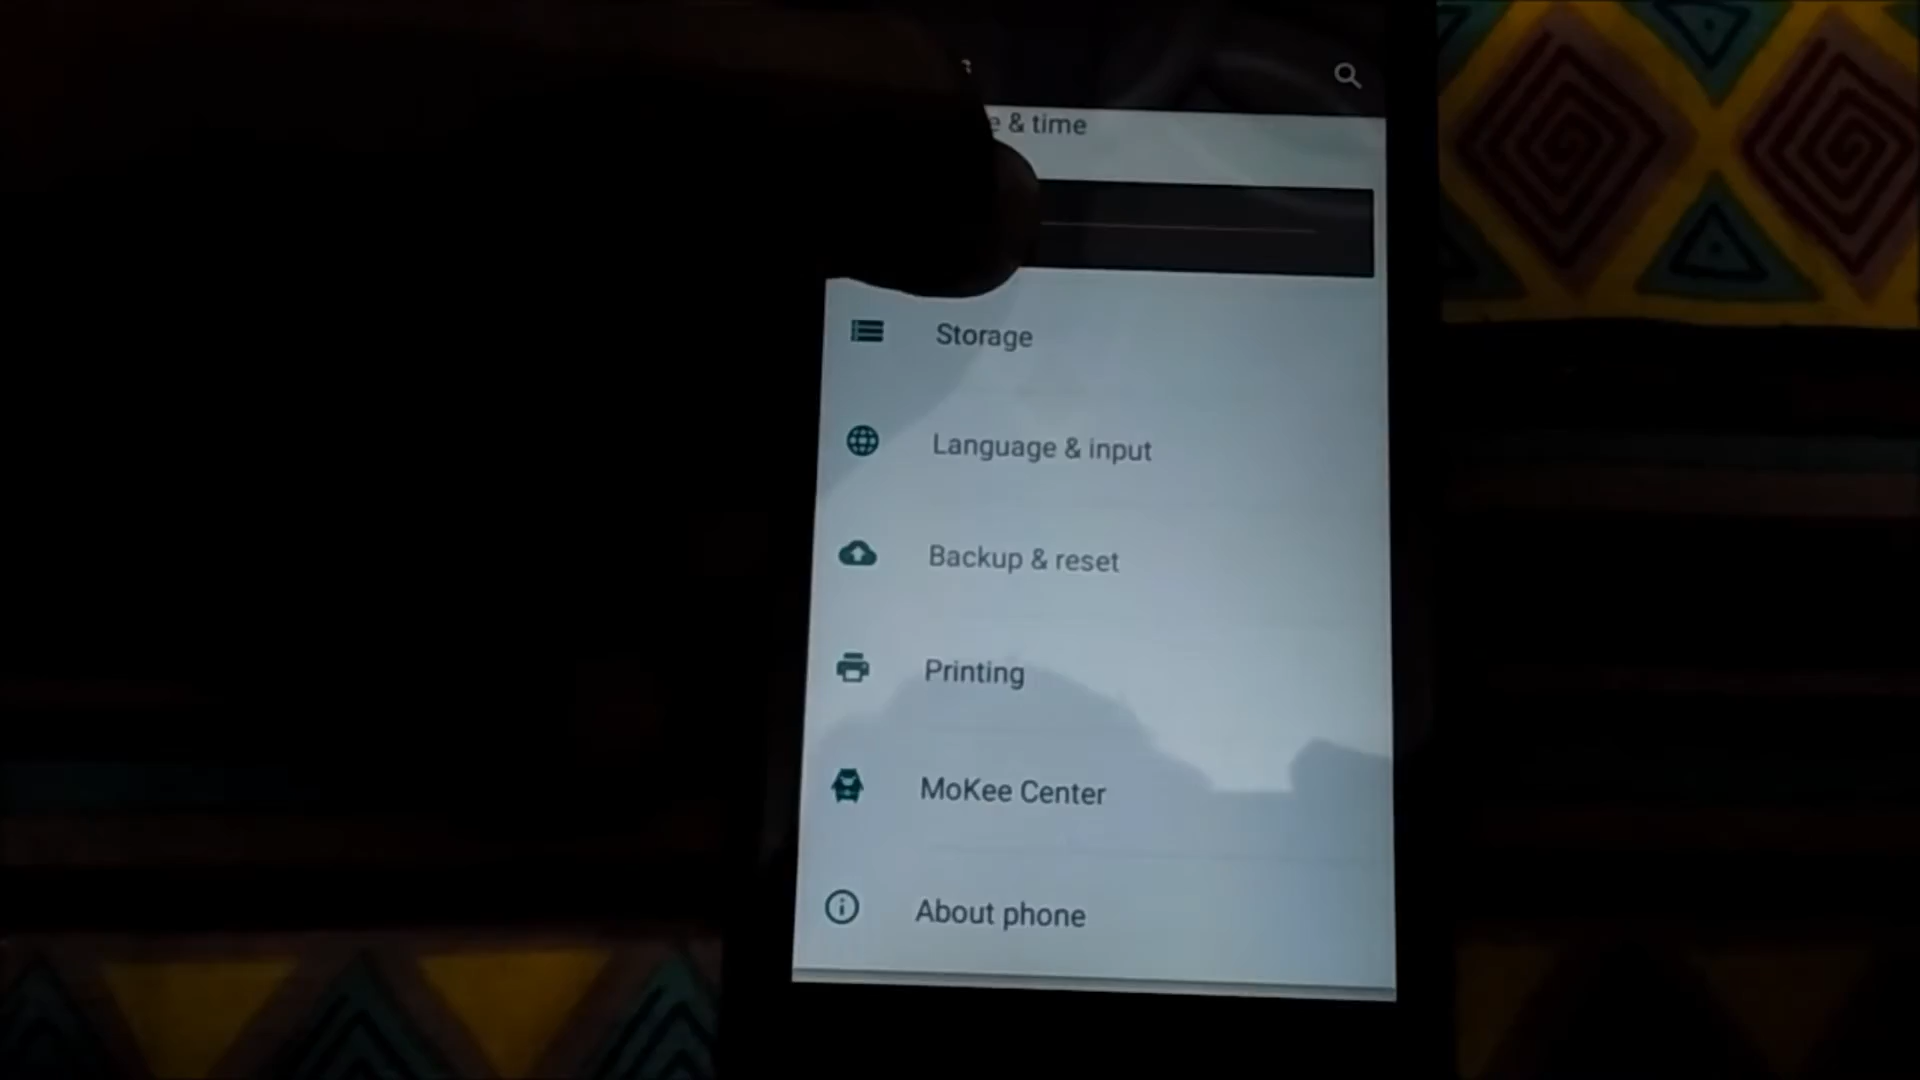 & time
Storage
Language & input
Backup & reset
Printing
MoKee Center
About phone